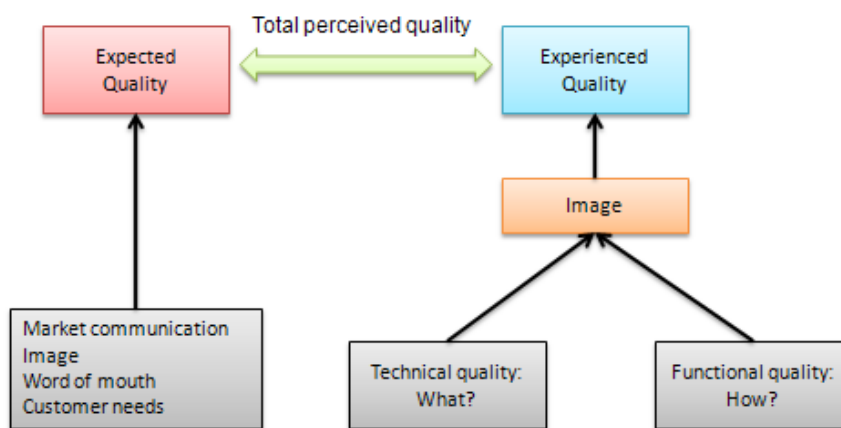 Total perceived quality
Expected
Quality
Experienced
Quality
Image
Market communication
Image
Word of mouth
Customer needs
Technical quality:
What?
Functional quality:
How?